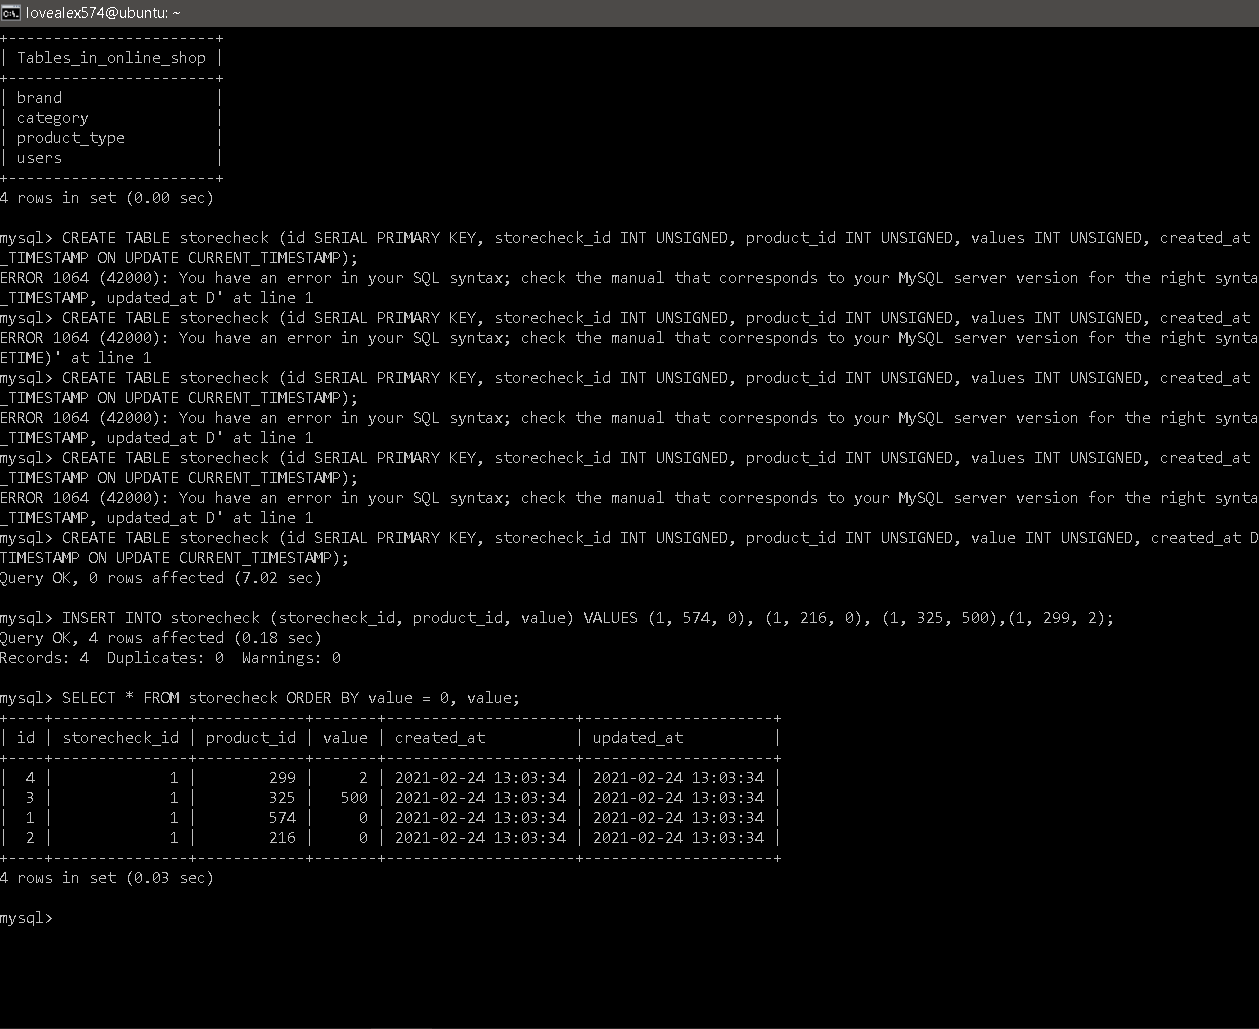 lovealex574@ubuntu: ~
+-----------------------+
| Tables_in_online_shop |
+-----------------------+
| brand                 |
| category              |
| product_type          |
| users                 |
+-----------------------+
4 rows in set (0.00 sec)
mysql> CREATE TABLE storecheck (id SERIAL PRIMARY KEY, storecheck_id INT UNSIGNED, product_id INT UNSIGNED, values INT UNSIGNED, created_at
_TIMESTAMP ON UPDATE CURRENT_TIMESTAMP);
ERROR 1064 (42000): You have an error in your SQL syntax; check the manual that corresponds to your MySQL server version for the right synta
_TIMESTAMP, updated_at D' at line 1
mysql> CREATE TABLE storecheck (id SERIAL PRIMARY KEY, storecheck_id INT UNSIGNED, product_id INT UNSIGNED, values INT UNSIGNED, created_at
ERROR 1064 (42000): You have an error in your SQL syntax; check the manual that corresponds to your MySQL server version for the right synta
ETIME)' at line 1
mysql> CREATE TABLE storecheck (id SERIAL PRIMARY KEY, storecheck_id INT UNSIGNED, product_id INT UNSIGNED, values INT UNSIGNED, created_at
_TIMESTAMP ON UPDATE CURRENT_TIMESTAMP);
ERROR 1064 (42000): You have an error in your SQL syntax; check the manual that corresponds to your MySQL server version for the right synta
_TIMESTAMP, updated_at D' at line 1
mysql> CREATE TABLE storecheck (id SERIAL PRIMARY KEY, storecheck_id INT UNSIGNED, product_id INT UNSIGNED, values INT UNSIGNED, created_at
_TIMESTAMP ON UPDATE CURRENT_TIMESTAMP);
ERROR 1064 (42000): You have an error in your SQL syntax; check the manual that corresponds to your MySQL server version for the right synta
_TIMESTAMP, updated_at D' at line 1
mysql> CREATE TABLE storecheck (id SERIAL PRIMARY KEY, storecheck_id INT UNSIGNED, product_id INT UNSIGNED, value INT UNSIGNED, created_at D
TIMESTAMP ON UPDATE CURRENT_TIMESTAMP);
Query OK, 0 rows affected (7.02 sec)
mysql> INSERT INTO storecheck (storecheck_id, product_id, value) VALUES (1, 574, 0), (1, 216, 0), (1, 325, 500),(1, 299, 2);
Query OK, 4 rows affected (0.18 sec)
Records: 4  Duplicates: 0  Warnings: 0
mysql> SELECT * FROM storecheck ORDER BY value = 0, value;
+----+---------------+------------+-------+---------------------+---------------------+
| id | storecheck_id | product_id | value | created_at          | updated_at          |
+----+---------------+------------+-------+---------------------+---------------------+
|  4 |             1 |        299 |     2 | 2021-02-24 13:03:34 | 2021-02-24 13:03:34 |
|  3 |             1 |        325 |   500 | 2021-02-24 13:03:34 | 2021-02-24 13:03:34 |
|  1 |             1 |        574 |     0 | 2021-02-24 13:03:34 | 2021-02-24 13:03:34 |
|  2 |             1 |        216 |     0 | 2021-02-24 13:03:34 | 2021-02-24 13:03:34 |
+----+---------------+------------+-------+---------------------+---------------------+
4 rows in set (0.03 sec)
mysql>